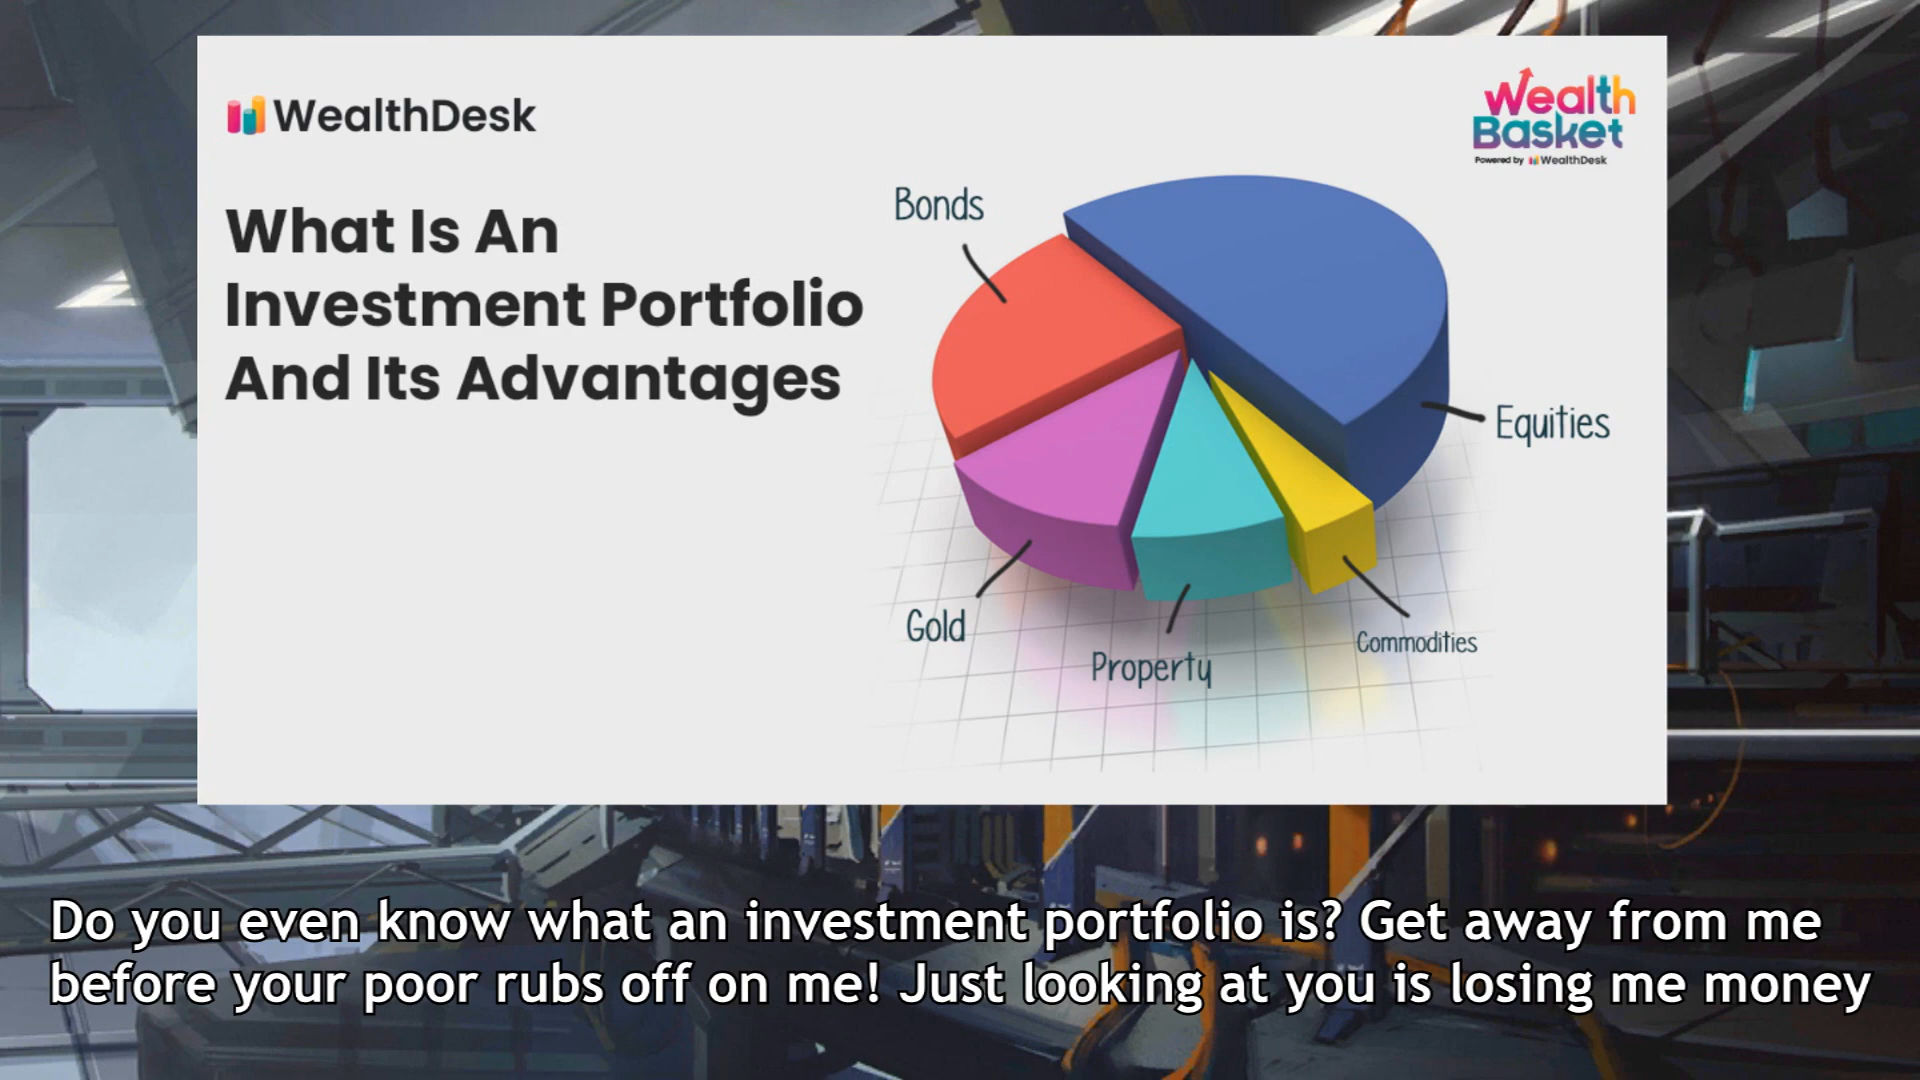 WealthDesk
Wealth
Basket
Powered by WealthDesk
What Is An
Investment Portfolio
And Its Advantages
Bonds
Equities
Gold
Property
Commodities
Do you even know what an investment portfolio is? Get away from me
before your poor rubs off on me! Just looking at you is losing me money